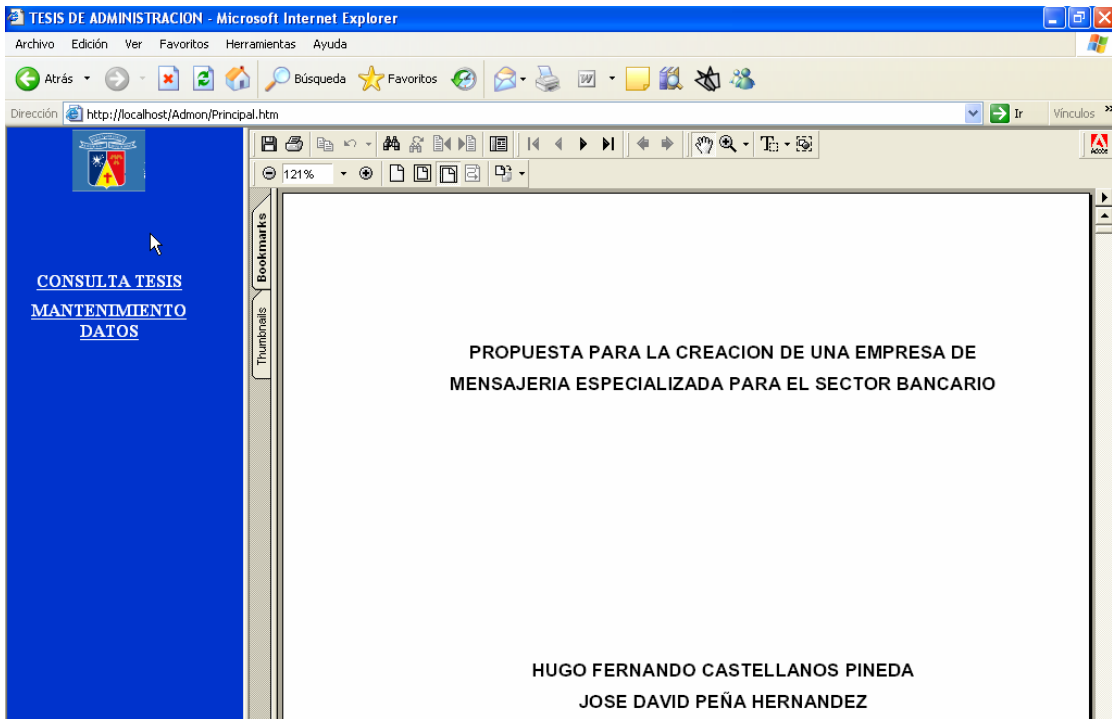 TESIS DE ADMINISTRACION - Microsoft Internet Explorer
Archivo Edición Ver Favoritos Herramientas Ayuda
Atrás Búsqueda Favoritos
Dirección http://localhost/Admon/Principal.htm Ir Vínculos »
Adobe
121%
Bookmarks
Thumbnails
CONSULTA TESIS
MANTENIMIENTO
DATOS
PROPUESTA PARA LA CREACION DE UNA EMPRESA DE
MENSAJERIA ESPECIALIZADA PARA EL SECTOR BANCARIO
HUGO FERNANDO CASTELLANOS PINEDA
JOSE DAVID PEÑA HERNANDEZ